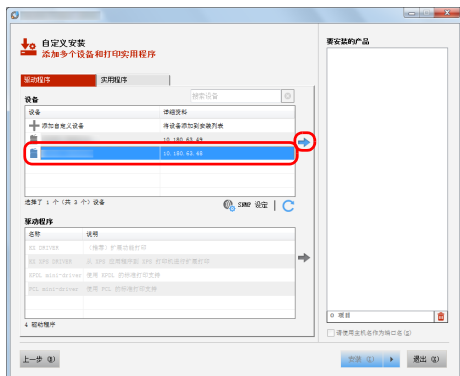 自定义安装
添加多个设备和打印实用程序
要安装的产品
驱动程序
实用程序
设备
搜索设备
设备
详细资料
添加自定义设备
将设备添加到安装列表
10.180.63.49
10.180.63.48
选择了 1 个（共 3 个）设备
SNMP 设定
驱动程序
名称
说明
KX DRIVER
（推荐）扩展功能打印
KX XPS DRIVER
从 XPS 应用程序到 XPS 打印机进行扩展打印
KPDL mini-driver
使用 KPDL 的标准打印支持
PCL mini-driver
使用 PCL 的标准打印支持
4 驱动程序
0 项目
请使用主机名作为端口名(S)
上一步 (B)
安装 (I)
退出 (X)